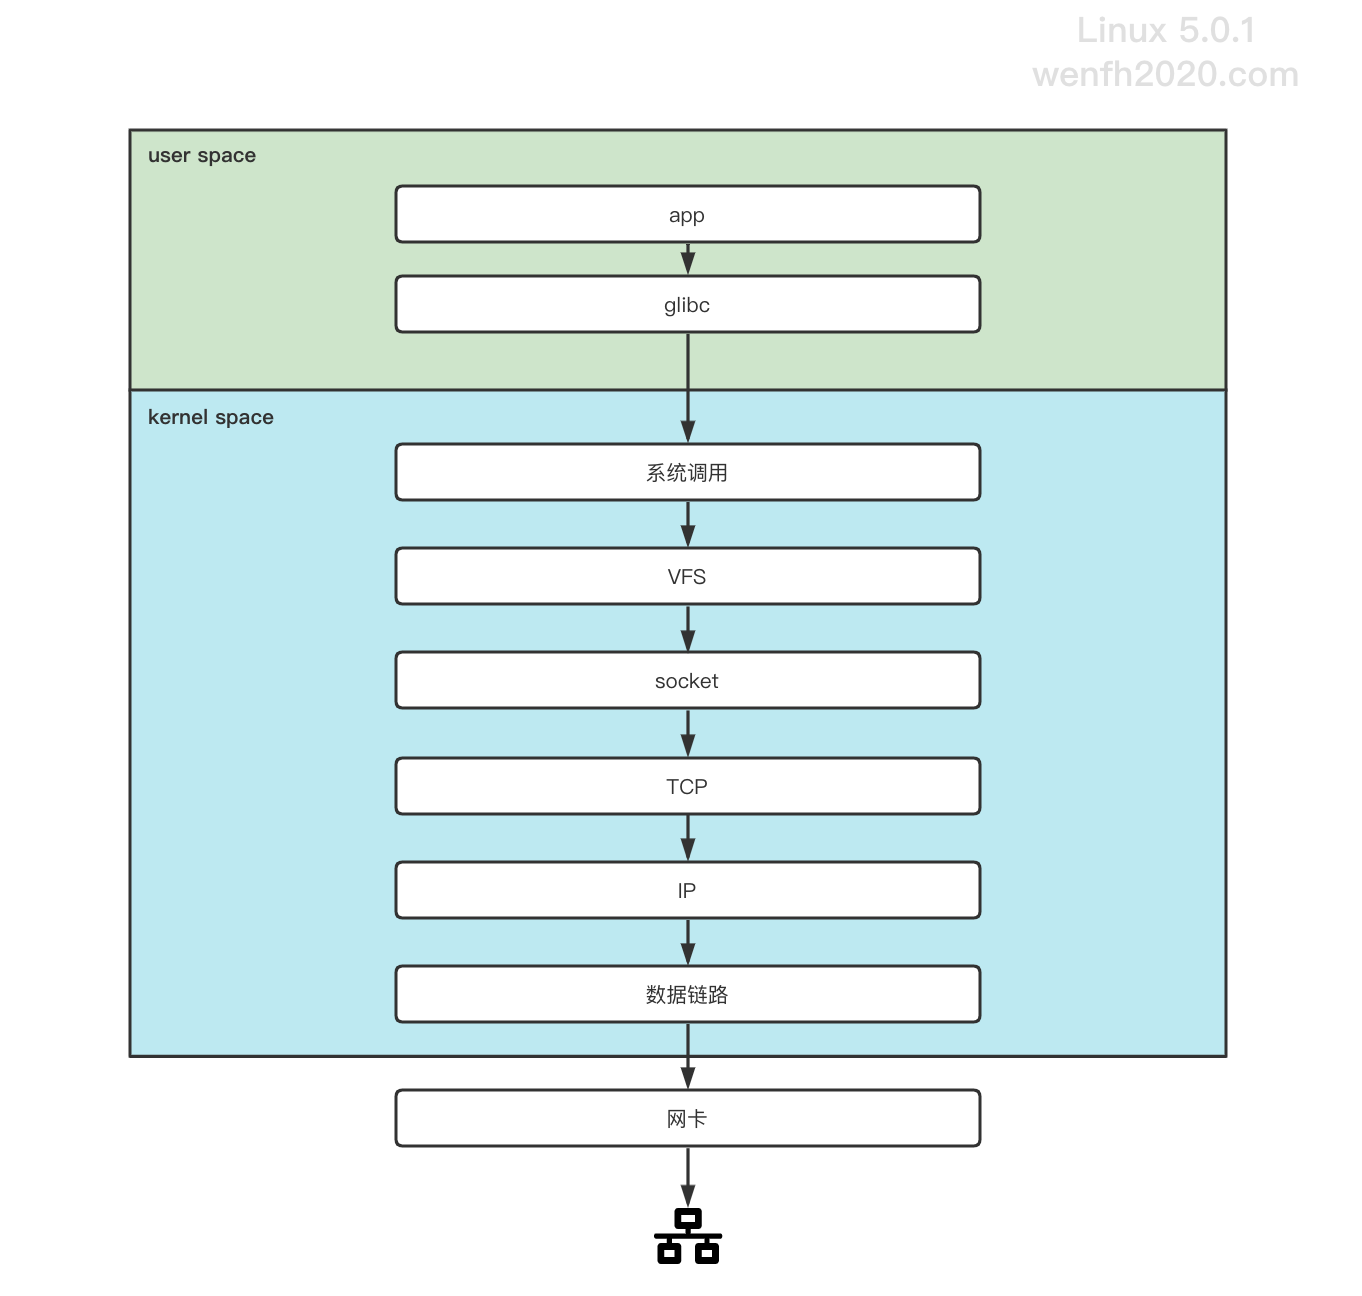 Linux 5.0.1
wenfh2020.com
user space
app
glibc
kernel space
系统调用
VFS
socket
TCP
IP
数据链路
网卡